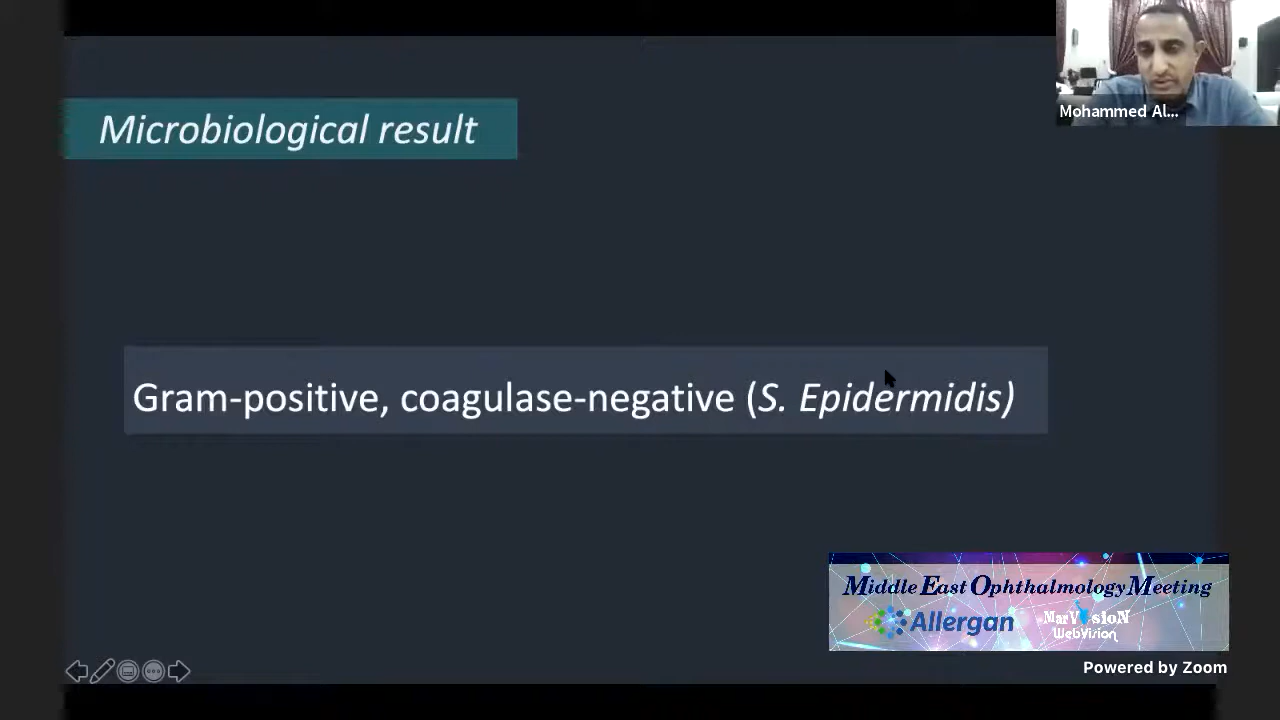 Mohammed Al...
Microbiological result
Gram-positive, coagulase-negative (S. Epidermidis)
Middle East Ophthalmology Meeting
Allergan
MarVisioN
WebVision
Powered by Zoom